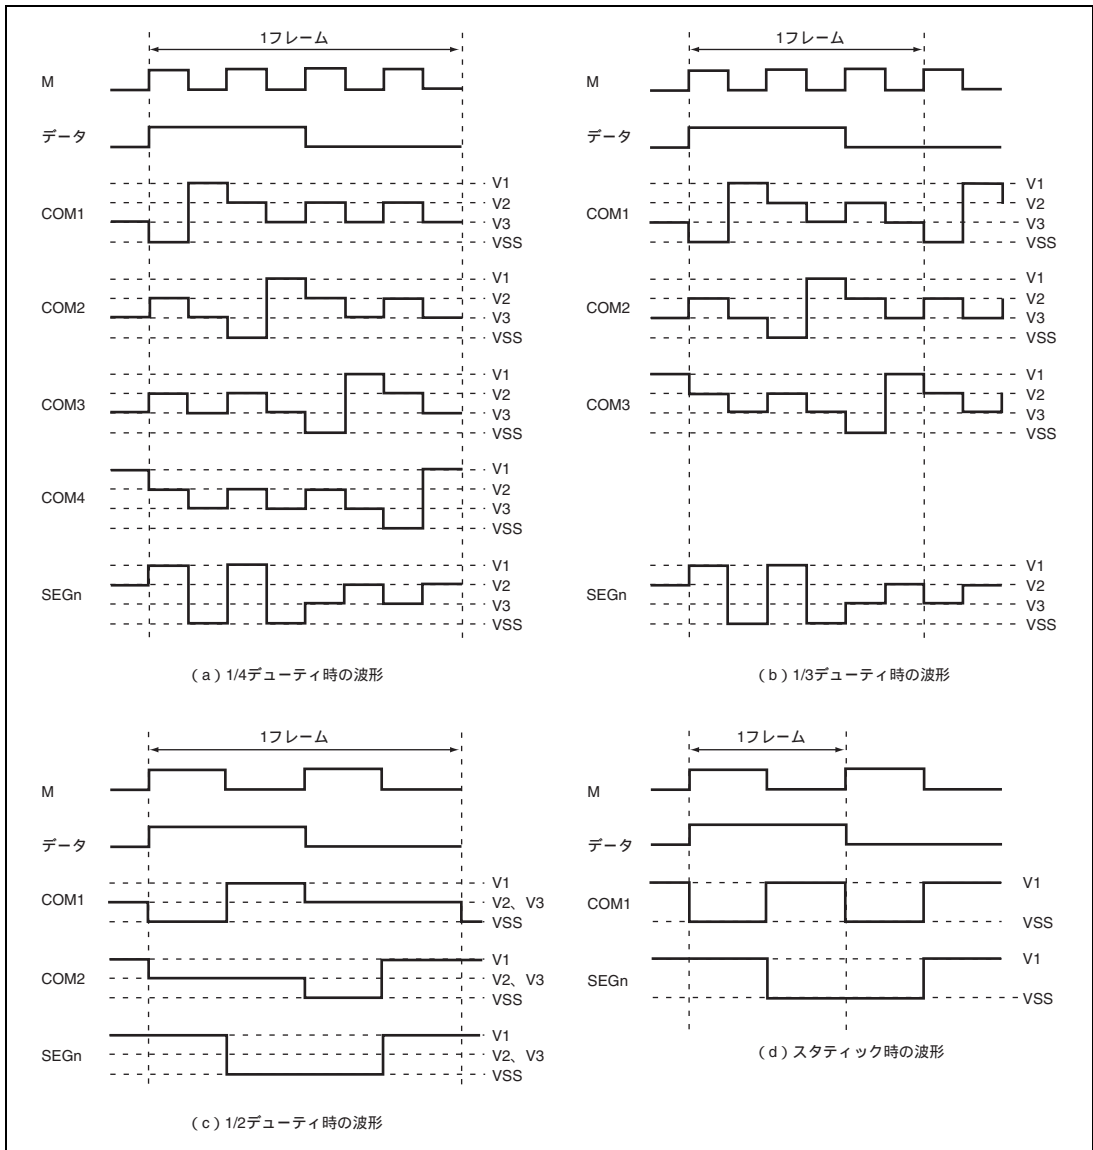 1フレーム
M
データ
COM1
V1
V2
V3
VSS
COM2
V1
V2
V3
VSS
COM3
V1
V2
V3
VSS
COM4
V1
V2
V3
VSS
SEGn
V1
V2
V3
VSS
(a)1/4デューティ時の波形
1フレーム
M
データ
COM1
V1
V2
V3
VSS
COM2
V1
V2
V3
VSS
COM3
V1
V2
V3
VSS
SEGn
V1
V2
V3
VSS
(b)1/3デューティ時の波形
1フレーム
M
データ
COM1
V1
V2、V3
VSS
COM2
V1
V2、V3
VSS
SEGn
V1
V2、V3
VSS
(c)1/2デューティ時の波形
1フレーム
M
データ
COM1
V1
VSS
SEGn
V1
VSS
(d)スタティック時の波形